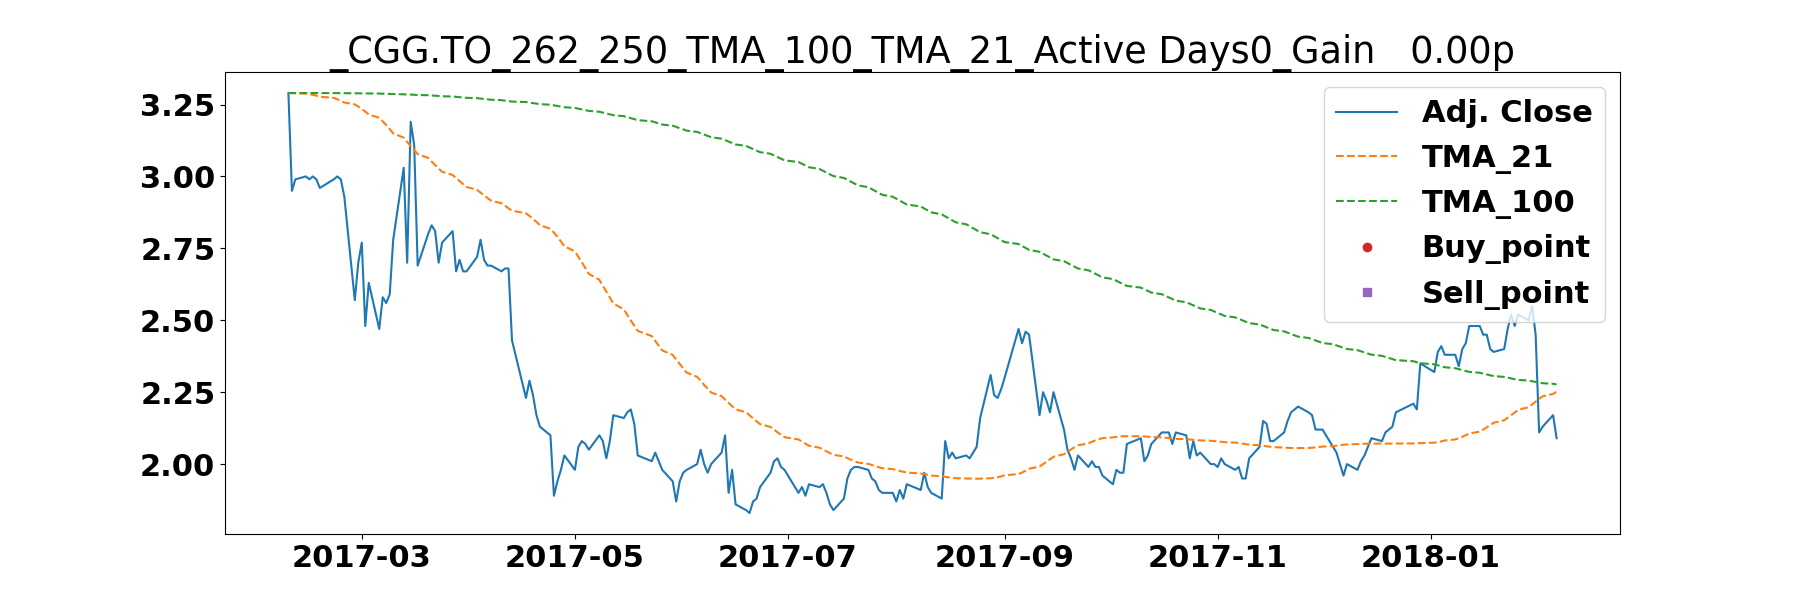 _CGG.TO_262_250_TMA_100_TMA_21_Active Days0_Gain   0.00p
3.25
3.00
2.75
2.50
2.25
2.00
Adj. Close
TMA_21
TMA_100
Buy_point
Sell_point
2017-03 2017-05 2017-07 2017-09 2017-11 2018-01